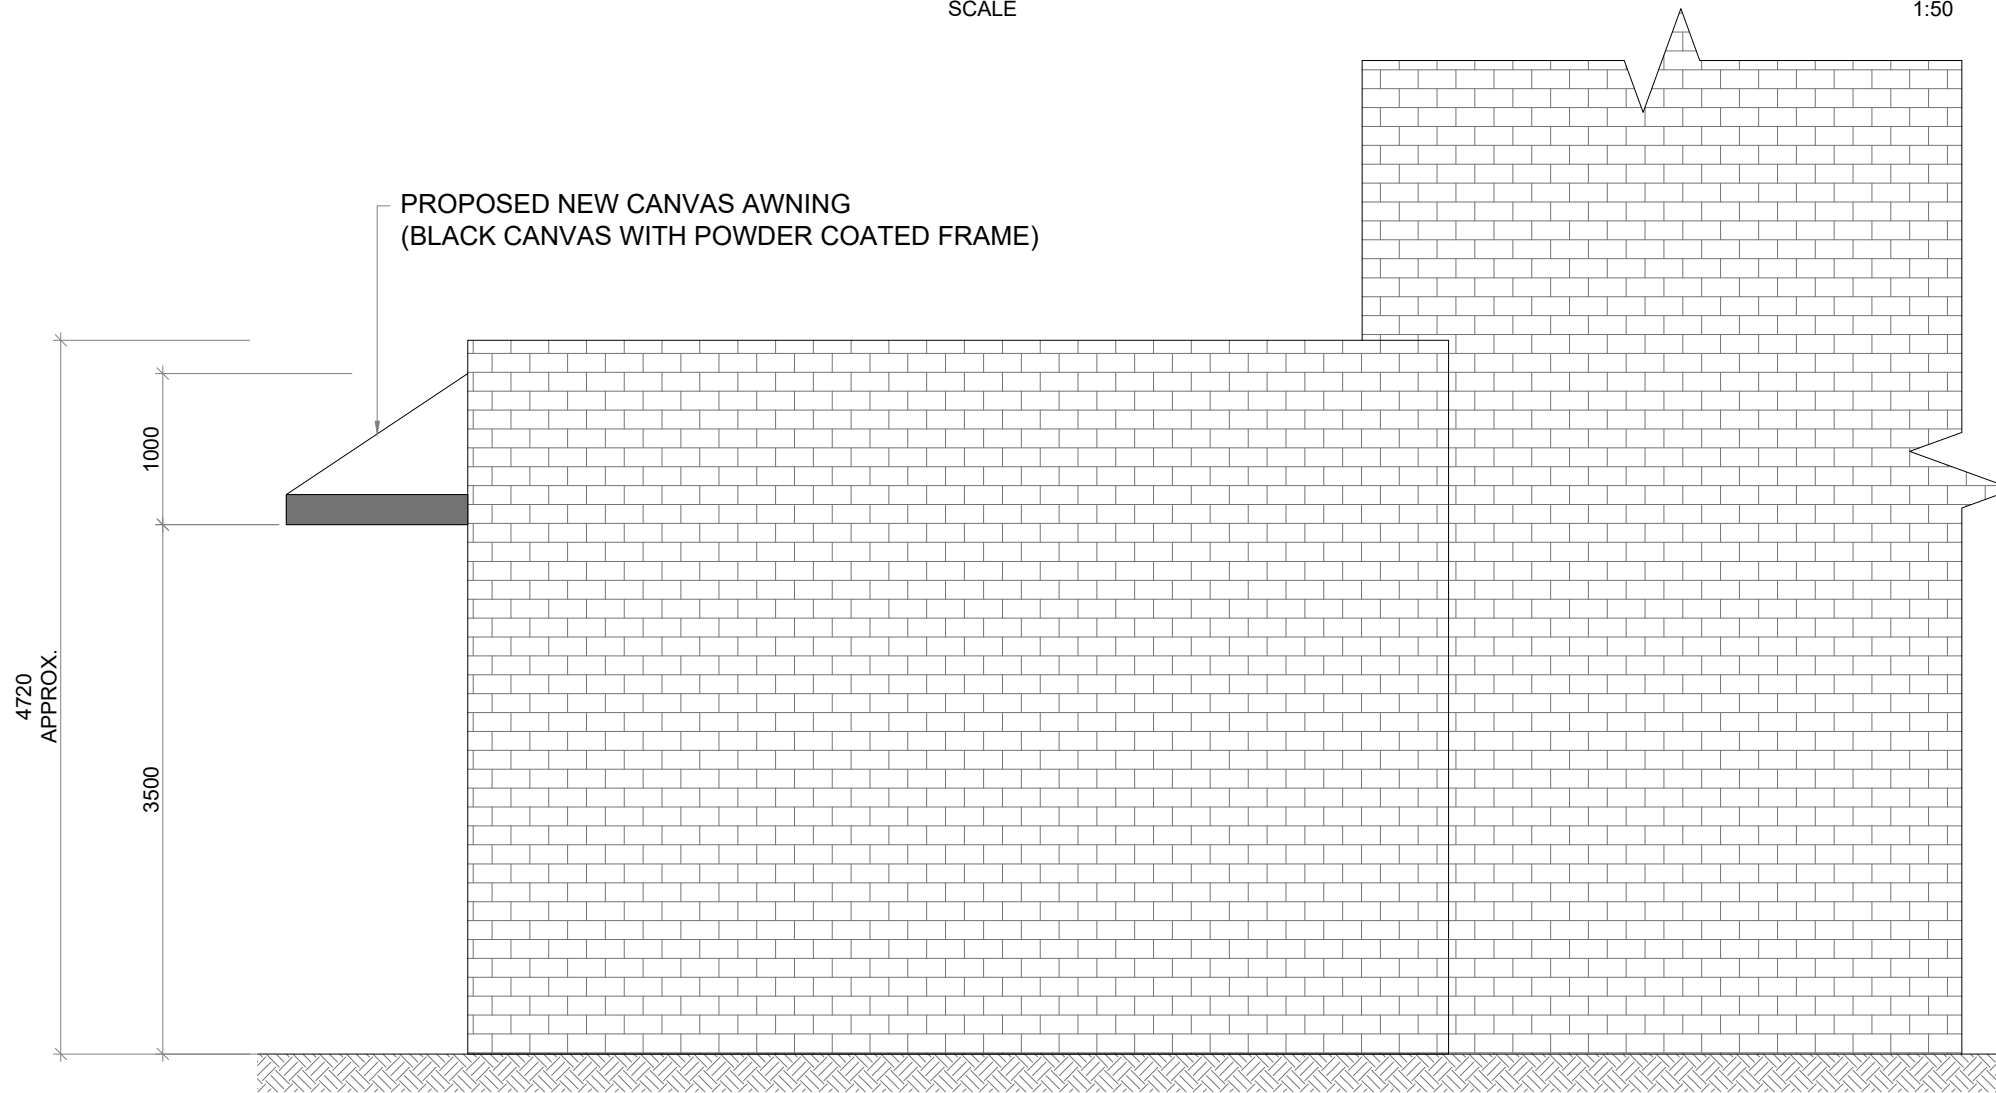 SCALE 1:50
PROPOSED NEW CANVAS AWNING
(BLACK CANVAS WITH POWDER COATED FRAME)
1000
4720
APPROX.
3500